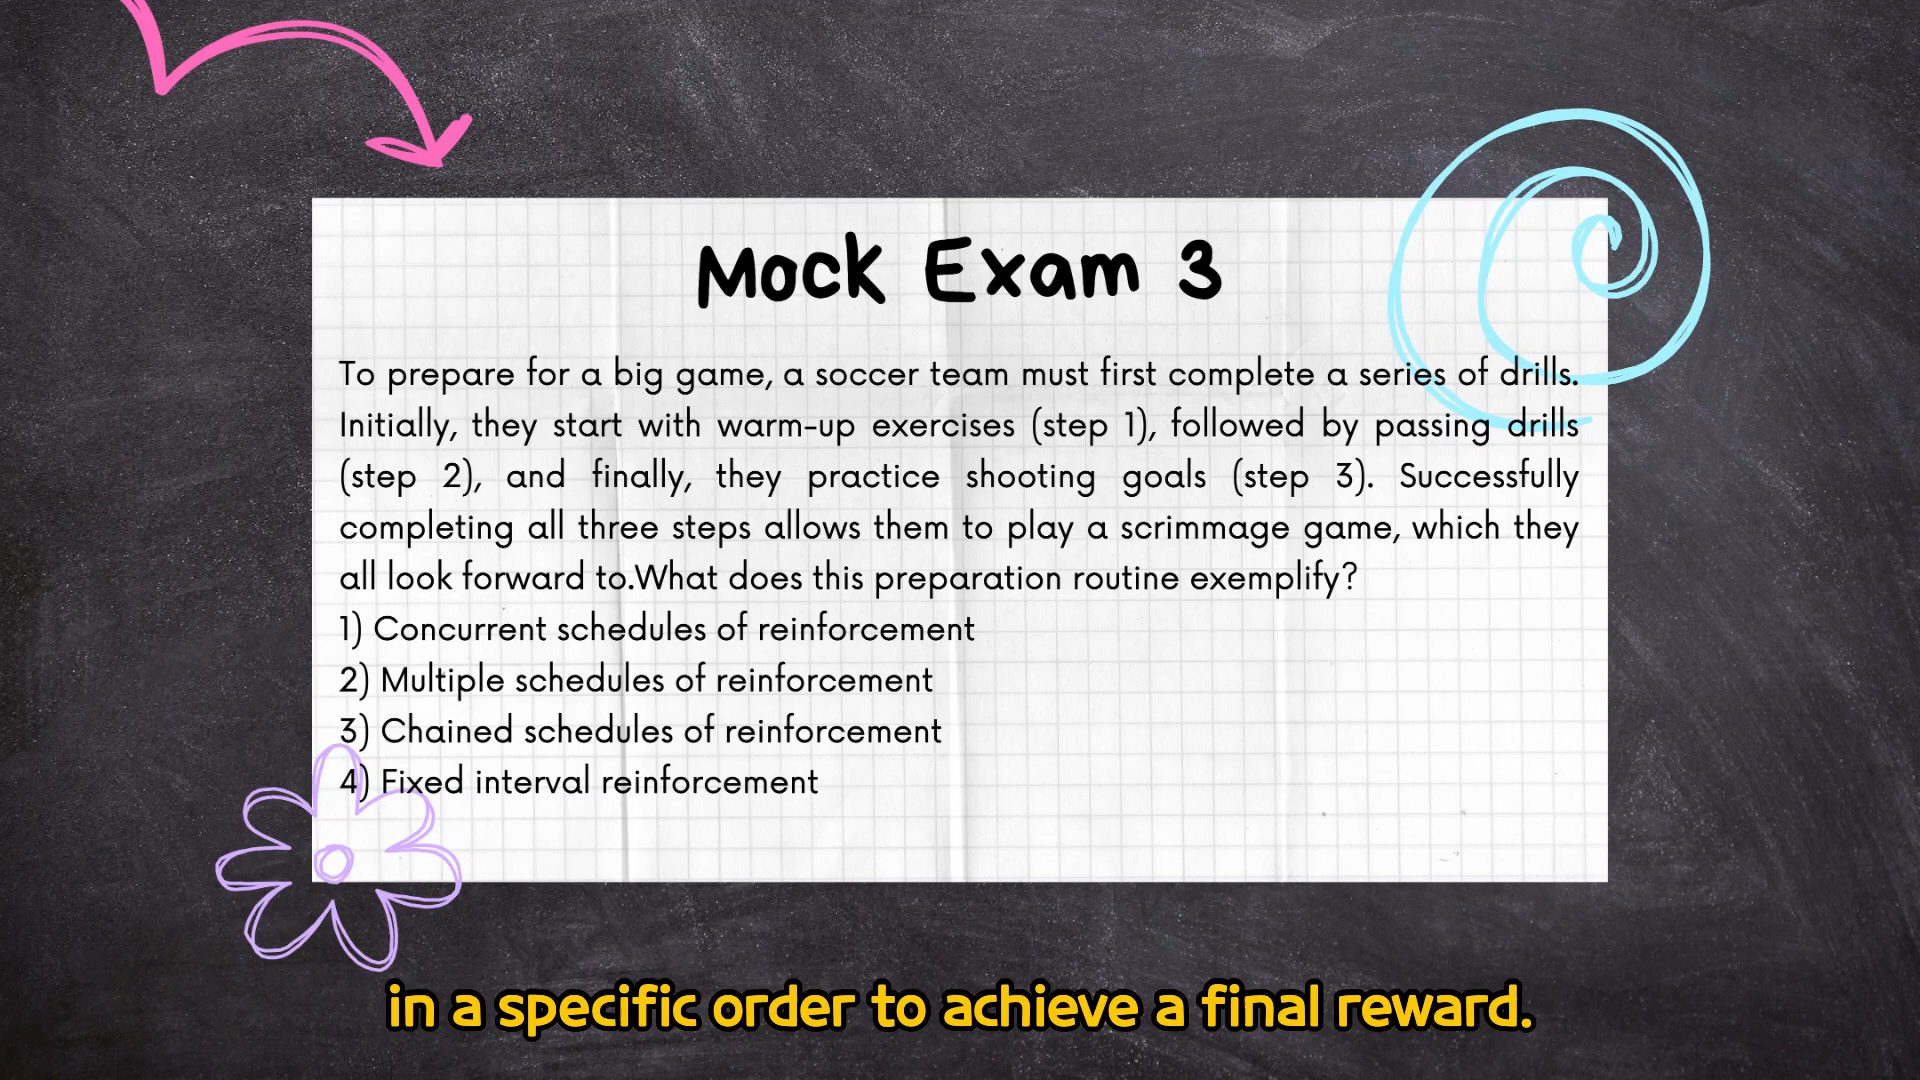 Mock Exam 3
To prepare for a big game, a soccer team must first complete a series of drills.
Initially, they start with warm-up exercises (step 1), followed by passing drills
(step 2), and finally, they practice shooting goals (step 3). Successfully
completing all three steps allows them to play a scrimmage game, which they
all look forward to.What does this preparation routine exemplify?
1) Concurrent schedules of reinforcement
2) Multiple schedules of reinforcement
3) Chained schedules of reinforcement
4) Fixed interval reinforcement
in a specific order to achieve a final reward.